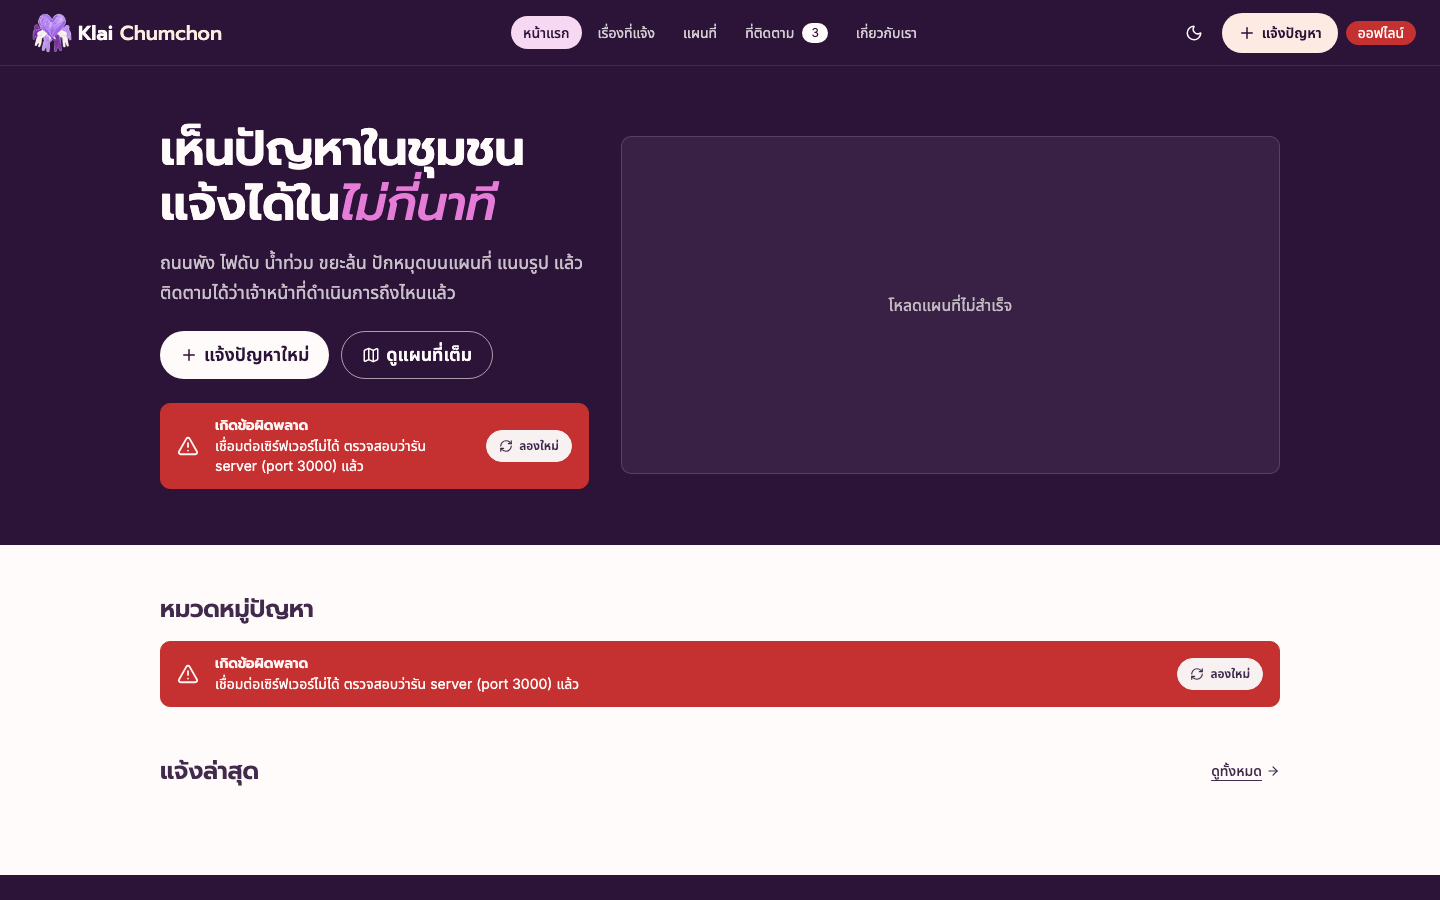 Klai Chumchon
หน้าแรก
เรื่องที่แจ้ง
แผนที่
ที่ติดตาม 3
เกี่ยวกับเรา
แจ้งปัญหา
ออฟไลน์
เห็นปัญหาในชุมชน
แจ้งได้ในไม่กี่นาที
ถนนพัง ไฟดับ น้ำท่วม ขยะล้น ปักหมุดบนแผนที่ แนบรูป แล้ว
ติดตามได้ว่าเจ้าหน้าที่ดำเนินการถึงไหนแล้ว
แจ้งปัญหาใหม่
ดูแผนที่เต็ม
เกิดข้อผิดพลาด
เชื่อมต่อเซิร์ฟเวอร์ไม่ได้ ตรวจสอบว่ารัน
server (port 3000) แล้ว
ลองใหม่
โหลดแผนที่ไม่สำเร็จ
หมวดหมู่ปัญหา
เกิดข้อผิดพลาด
เชื่อมต่อเซิร์ฟเวอร์ไม่ได้ ตรวจสอบว่ารัน server (port 3000) แล้ว
ลองใหม่
แจ้งล่าสุด
ดูทั้งหมด